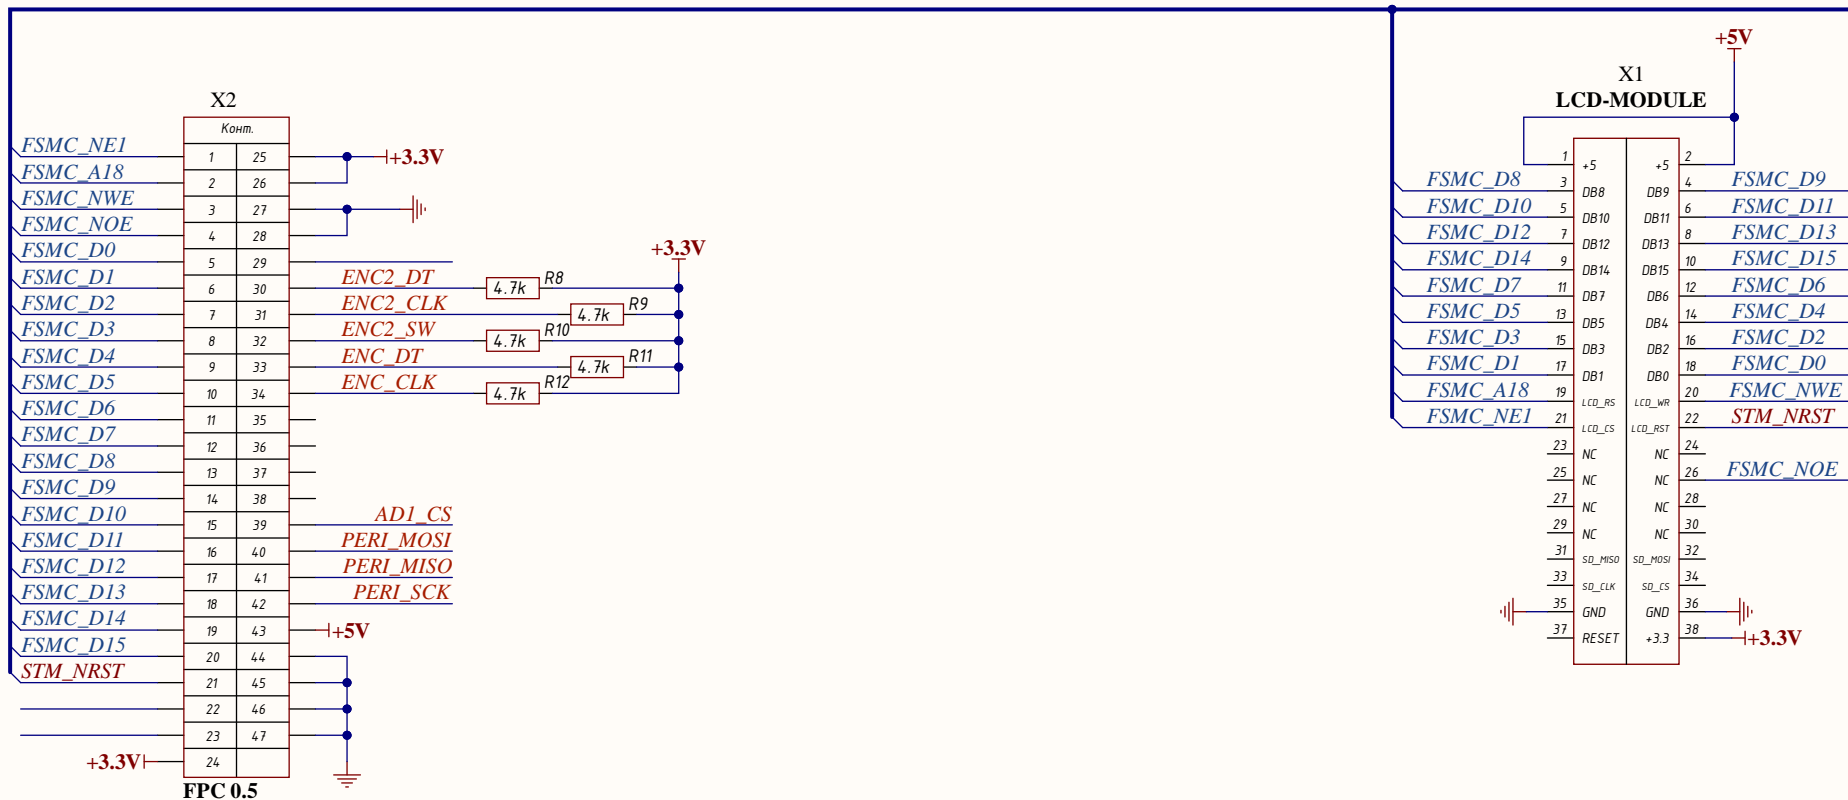 X2
Конт.
FSMC_NE1 1 25 +3.3V
FSMC_A18 2 26
FSMC_NWE 3 27
FSMC_NOE 4 28
FSMC_D0 5 29
+3.3V
FSMC_D1 6 30 ENC2_DT 4.7k R8
FSMC_D2 7 31 ENC2_CLK 4.7k R9
FSMC_D3 8 32 ENC2_SW 4.7k R10
FSMC_D4 9 33 ENC_DT 4.7k R11
FSMC_D5 10 34 ENC_CLK 4.7k R12
FSMC_D6 11 35
FSMC_D7 12 36
FSMC_D8 13 37
FSMC_D9 14 38
FSMC_D10 15 39 AD1_CS
FSMC_D11 16 40 PERI_MOSI
FSMC_D12 17 41 PERI_MISO
FSMC_D13 18 42 PERI_SCK
FSMC_D14 19 43 +5V
FSMC_D15 20 44
STM_NRST 21 45
22 46
23 47
+3.3V 24
FPC 0.5
+5V
X1
LCD-MODULE
1 +5 +5 2
FSMC_D8 3 DB8 DB9 4 FSMC_D9
FSMC_D10 5 DB10 DB11 6 FSMC_D11
FSMC_D12 7 DB12 DB13 8 FSMC_D13
FSMC_D14 9 DB14 DB15 10 FSMC_D15
FSMC_D7 11 DB7 DB6 12 FSMC_D6
FSMC_D5 13 DB5 DB4 14 FSMC_D4
FSMC_D3 15 DB3 DB2 16 FSMC_D2
FSMC_D1 17 DB1 DB0 18 FSMC_D0
FSMC_A18 19 LCD_RS LCD_WR 20 FSMC_NWE
FSMC_NE1 21 LCD_CS LCD_RST 22 STM_NRST
23 NC NC 24
25 NC NC 26 FSMC_NOE
27 NC NC 28
29 NC NC 30
31 SD_MISO SD_MOSI 32
33 SD_CLK SD_CS 34
35 GND GND 36
37 RESET +3.3 38 +3.3V